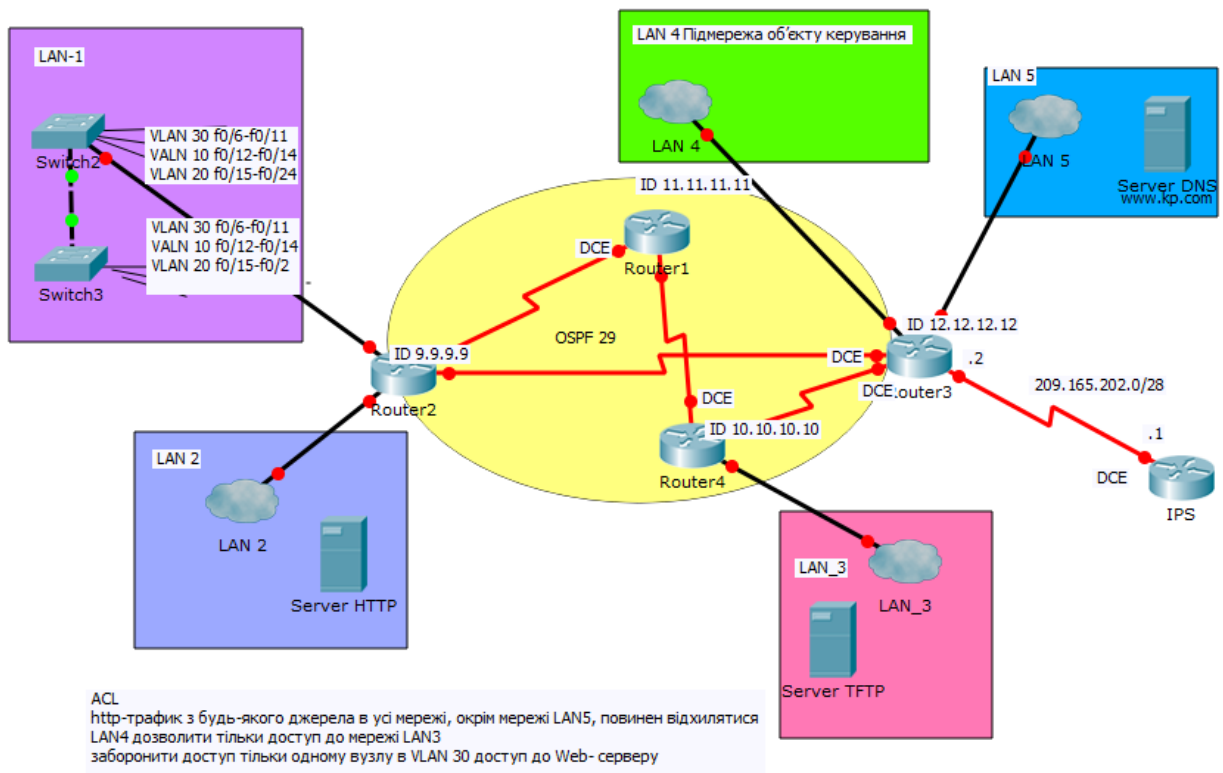 LAN-1
Switch2
VLAN 30 f0/6-f0/11
VALN 10 f0/12-f0/14
VLAN 20 f0/15-f0/24
VLAN 30 f0/6-f0/11
VALN 10 f0/12-f0/14
VLAN 20 f0/15-f0/2
Switch3
LAN 4 Підмережа об’єкту керування
LAN 4
LAN 5
LAN 5
Server DNS
www.kp.com
ID 11.11.11.11
DCE
Router1
OSPF 29
ID 9.9.9.9
Router2
ID 12.12.12.12
DCE
.2
DCE
outer3
209.165.202.0/28
.1
DCE
IPS
DCE
ID 10.10.10.10
Router4
LAN 2
LAN 2
Server HTTP
LAN_3
LAN_3
Server TFTP
ACL
http-трафик з будь-якого джерела в усі мережі, окрім мережі LAN5, повинен відхилятися
LAN4 дозволити тільки доступ до мережі LAN3
заборонити доступ тільки одному вузлу в VLAN 30 доступ до Web- серверу